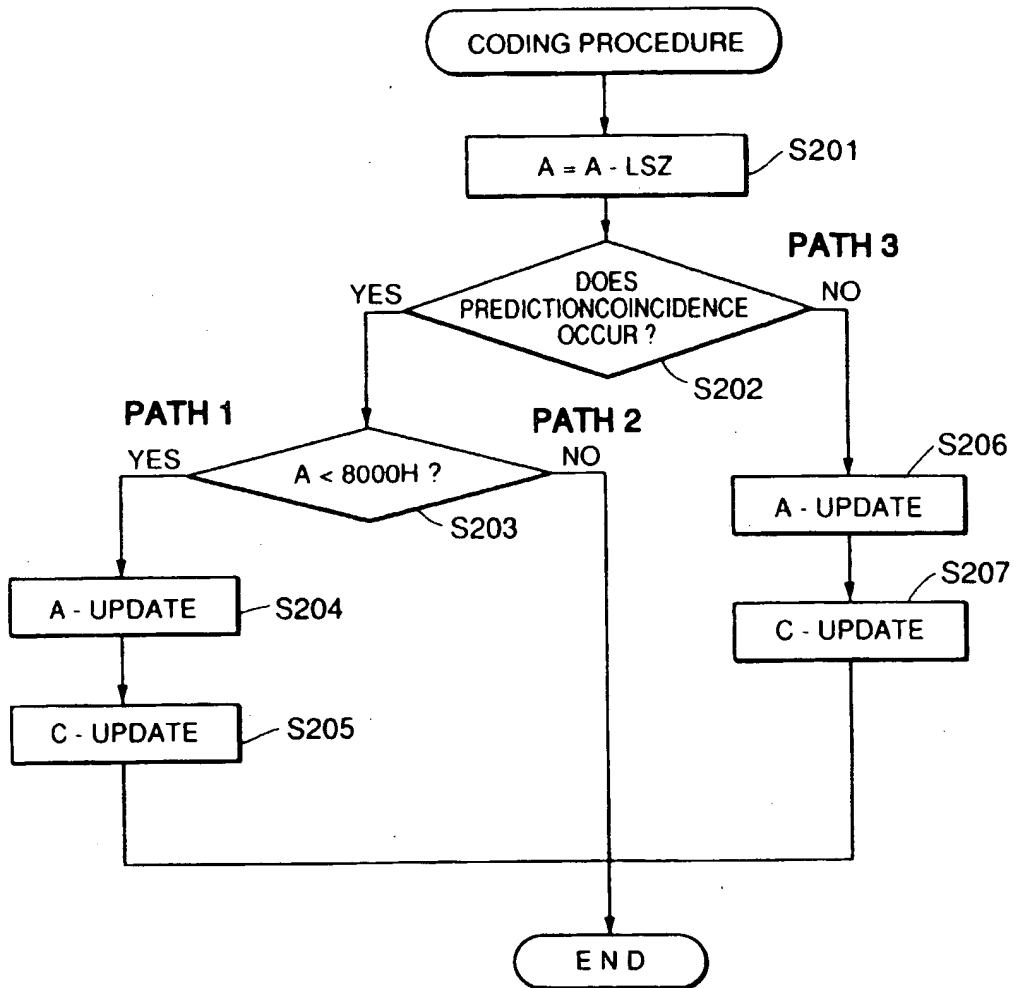 CODING PROCEDURE
A = A - LSZ
S201
DOES
PREDICTIONCOINCIDENCE
OCCUR ?
S202
YES
PATH 3
NO
PATH 1
YES
A < 8000H ?
S203
PATH 2
NO
S206
A - UPDATE
S207
C - UPDATE
A - UPDATE
S204
C - UPDATE
S205
E N D